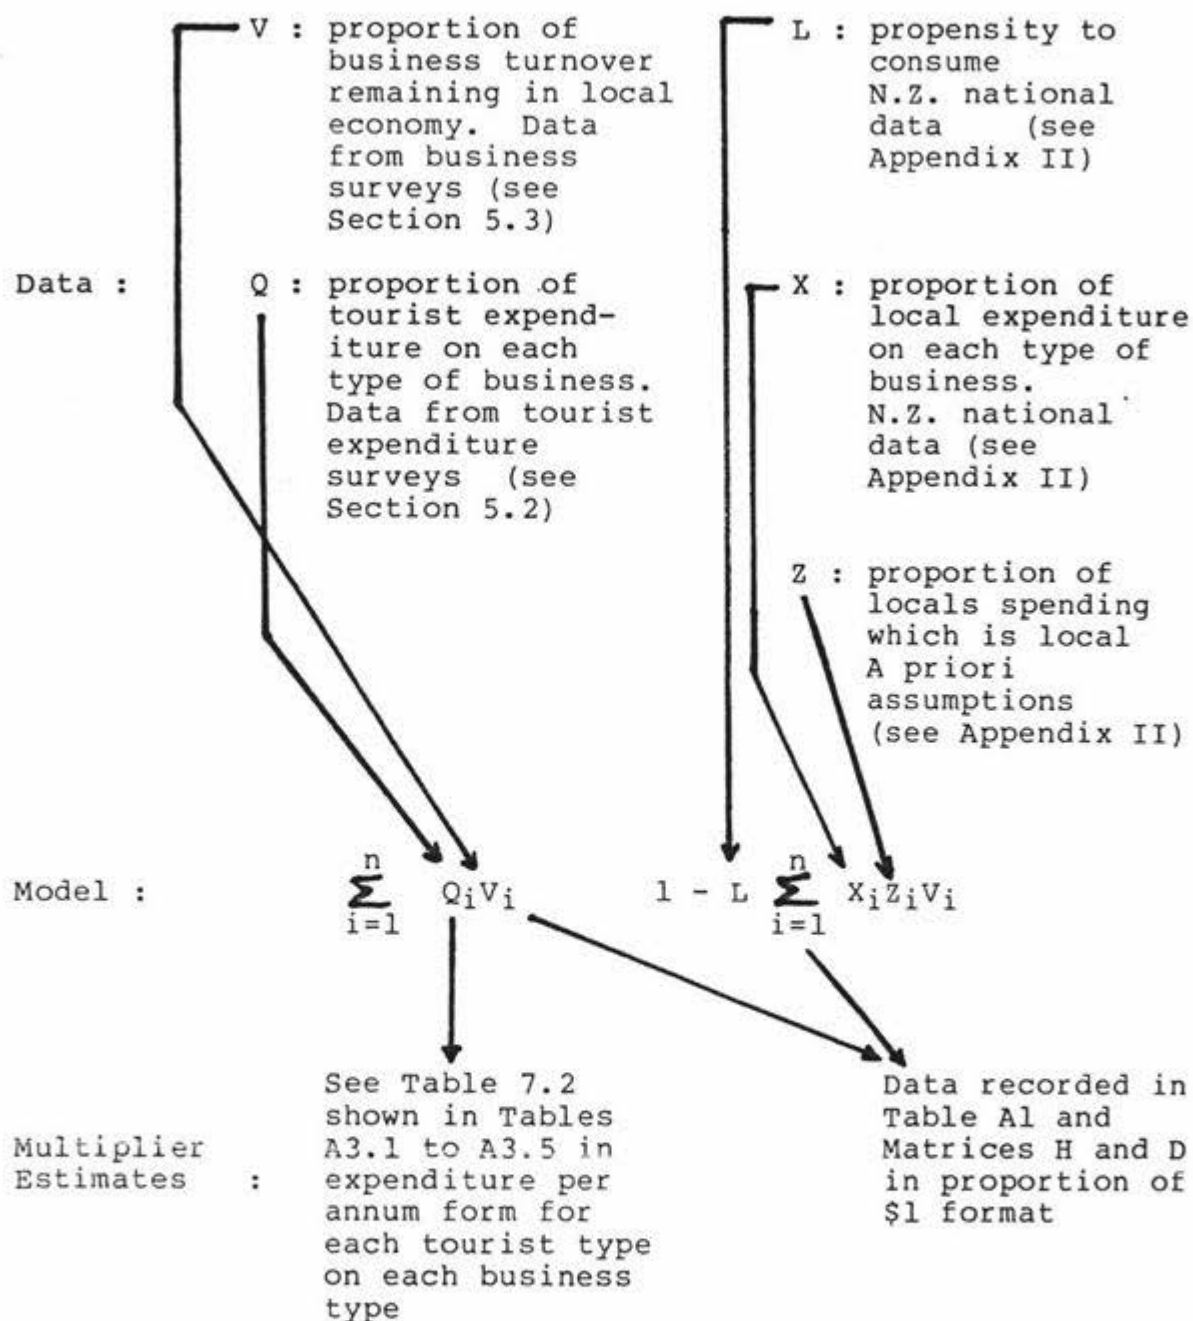 V : proportion of
business turnover
remaining in local
economy. Data
from business
surveys (see
Section 5.3)
L : propensity to
consume
N.Z. national
data (see
Appendix II)
Data :
Q : proportion of
tourist expend-
iture on each
type of business.
Data from tourist
expenditure
surveys (see
Section 5.2)
X : proportion of
local expenditure
on each type of
business.
N.Z. national
data (see
Appendix II)
Z : proportion of
locals spending
which is local
A priori
assumptions
(see Appendix II)
Model :
n
Σ QiVi
i=1
n
1 - L Σ XiZiVi
i=1
Multiplier
Estimates :
See Table 7.2
shown in Tables
A3.1 to A3.5 in
expenditure per
annum form for
each tourist type
on each business
type
Data recorded in
Table A1 and
Matrices H and D
in proportion of
$1 format